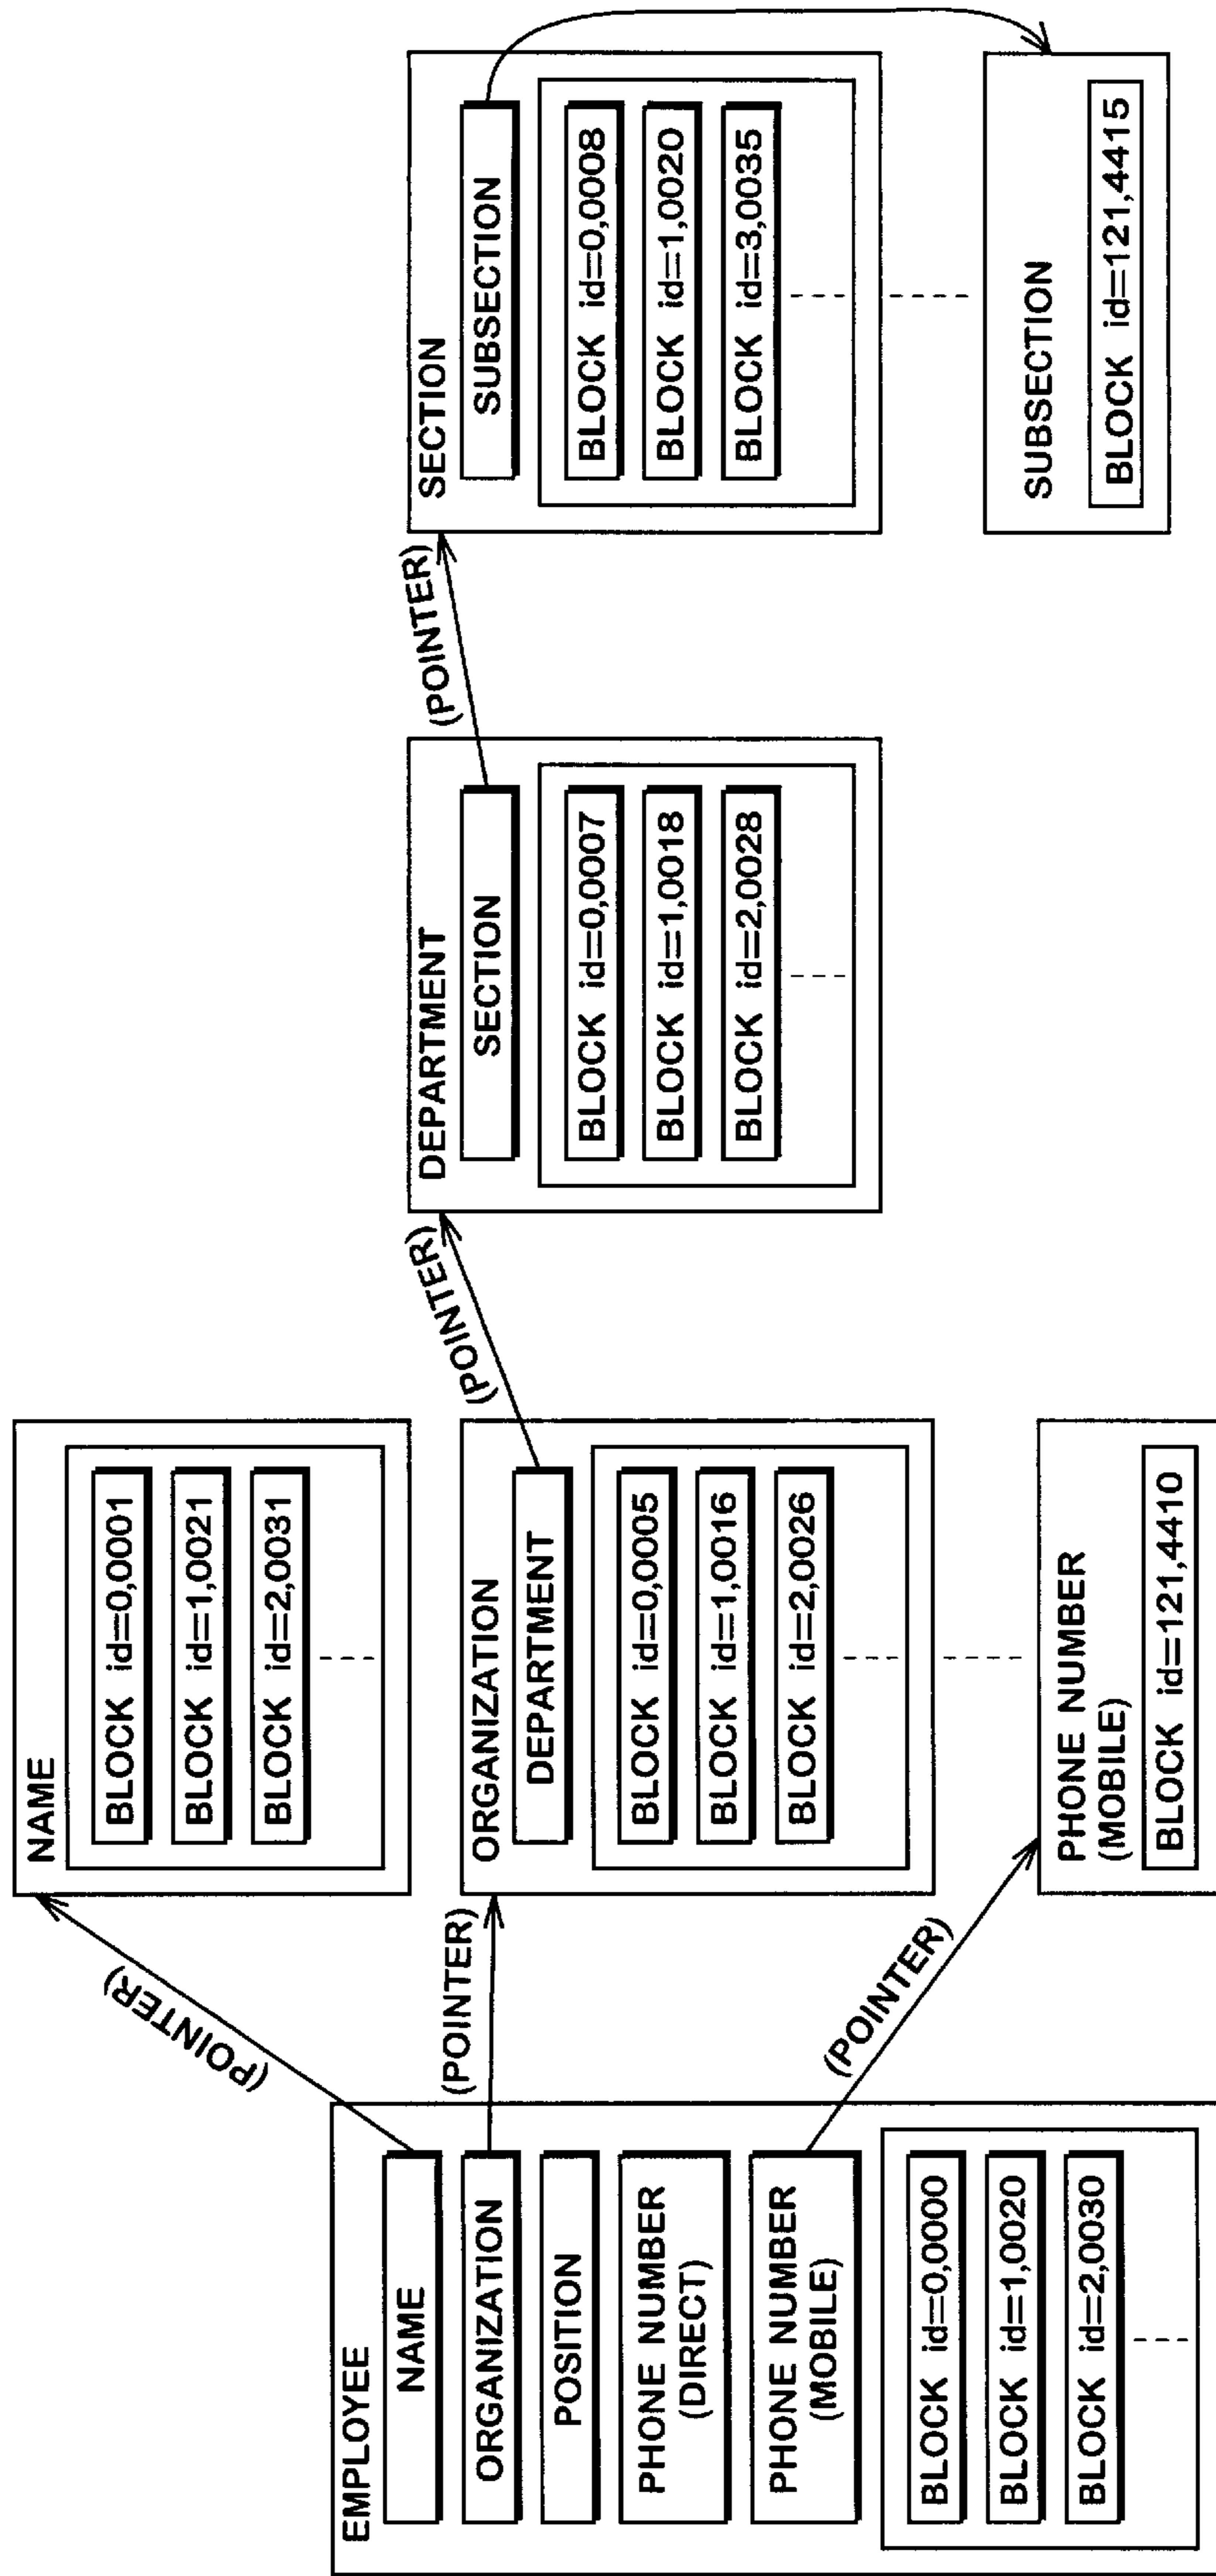 EMPLOYEE
NAME
ORGANIZATION
POSITION
PHONE NUMBER
(DIRECT)
PHONE NUMBER
(MOBILE)
BLOCK id=0,0000
BLOCK id=1,0020
BLOCK id=2,0030
(POINTER)
(POINTER)
(POINTER)
NAME
BLOCK id=0,0001
BLOCK id=1,0021
BLOCK id=2,0031
ORGANIZATION
DEPARTMENT
BLOCK id=0,0005
BLOCK id=1,0016
BLOCK id=2,0026
PHONE NUMBER
(MOBILE)
BLOCK id=121,4410
(POINTER)
DEPARTMENT
SECTION
BLOCK id=0,0007
BLOCK id=1,0018
BLOCK id=2,0028
(POINTER)
SECTION
SUBSECTION
BLOCK id=0,0008
BLOCK id=1,0020
BLOCK id=3,0035
SUBSECTION
BLOCK id=121,4415